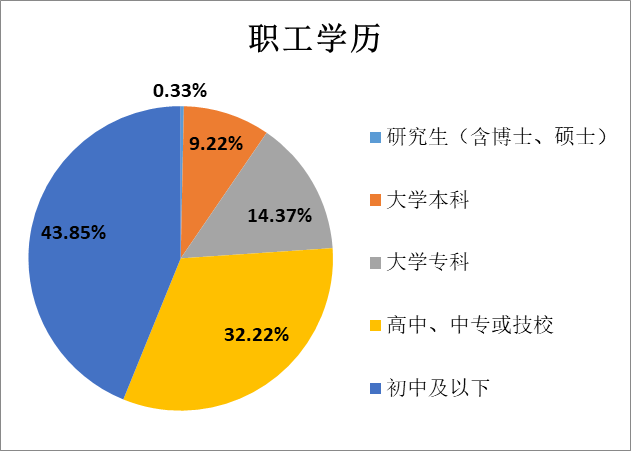 职工学历
0.33%
9.22%
14.37%
32.22%
43.85%
研究生（含博士、硕士）
大学本科
大学专科
高中、中专或技校
初中及以下